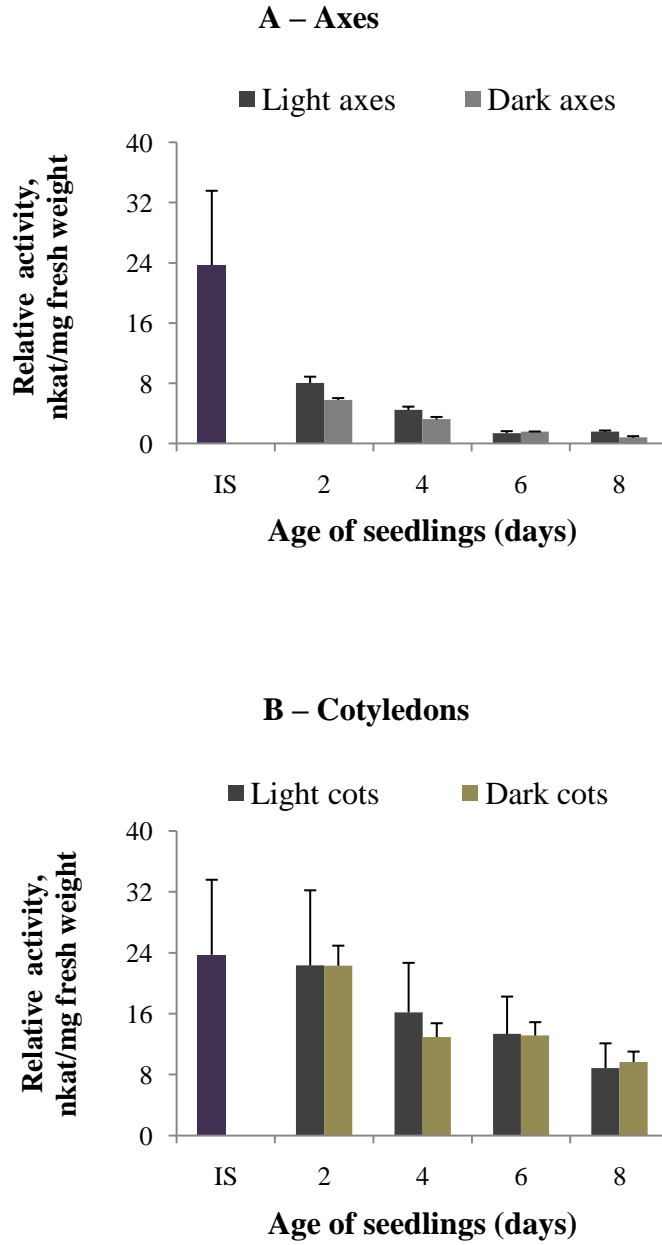 A – Axes
Light axes Dark axes
Relative activity,
nkat/mg fresh weight
40
32
24
16
8
0
IS 2 4 6 8
Age of seedlings (days)
B – Cotyledons
Light cots Dark cots
Relative activity,
nkat/mg fresh weight
40
32
24
16
8
0
IS 2 4 6 8
Age of seedlings (days)